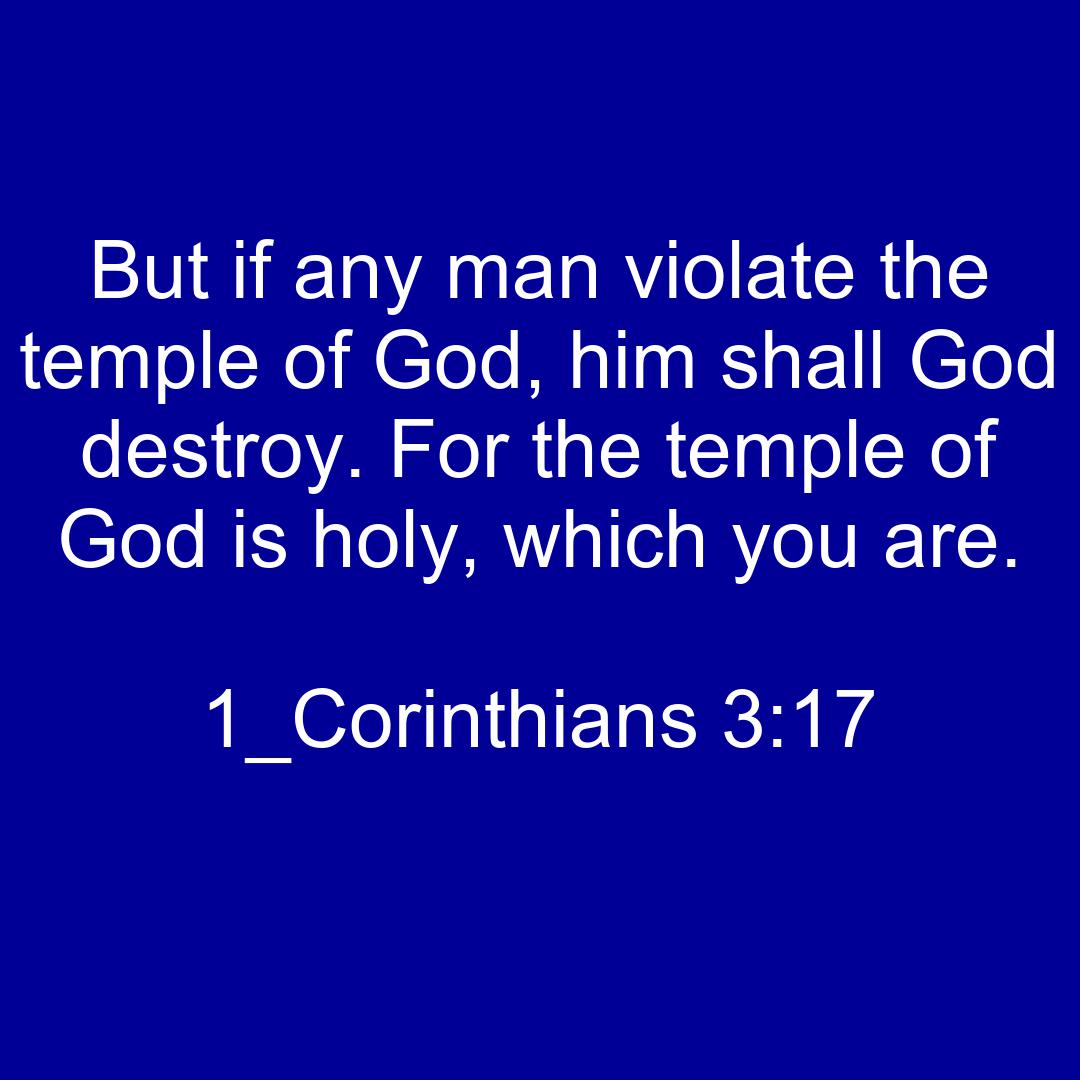 But if any man violate the
temple of God, him shall God
destroy. For the temple of
God is holy, which you are.
1_Corinthians 3:17